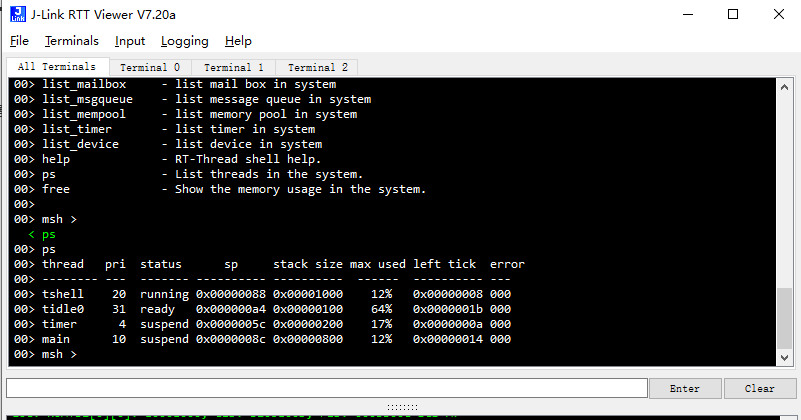 J-Link RTT Viewer V7.20a
File Terminals Input Logging Help
All Terminals Terminal 0 Terminal 1 Terminal 2
00> list_mailbox - list mail box in system
00> list_msgqueue - list message queue in system
00> list_mempool - list memory pool in system
00> list_timer - list timer in system
00> list_device - list device in system
00> help - RT-Thread shell help.
00> ps - List threads in the system.
00> free - Show the memory usage in the system.
00>
00> msh >
< ps
00> ps
00> thread pri status sp stack size max used left tick error
00> -------- --- ------- ---------- ---------- ------ ---------- ---
00> tshell 20 running 0x00000088 0x00001000 12% 0x00000008 000
00> tidle0 31 ready 0x000000a4 0x00000100 64% 0x0000001b 000
00> timer 4 suspend 0x0000005c 0x00000200 17% 0x0000000a 000
00> main 10 suspend 0x0000008c 0x00000800 12% 0x00000014 000
00> msh >
Enter Clear